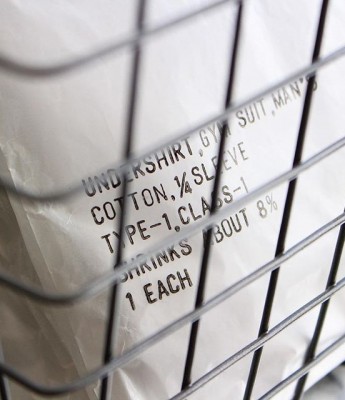 UNDERSHIRT, GYM SUIT, MAN'S
COTTON, ¼ SLEEVE
TYPE-1, CLASS-1
SHRINKS ABOUT 8%
1 EACH